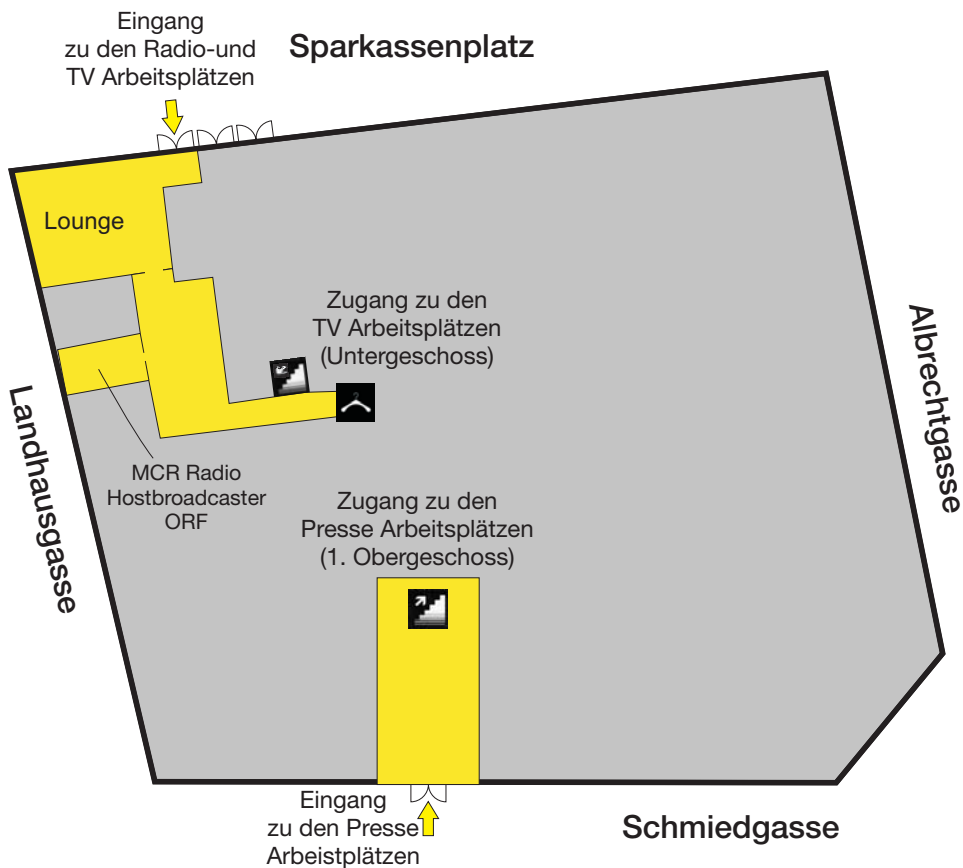 Eingang
zu den Radio-und
TV Arbeitsplätzen
Sparkassenplatz
Lounge
Zugang zu den
TV Arbeitsplätzen
(Untergeschoss)
Albrechtgasse
Landhausgasse
MCR Radio
Hostbroadcaster
ORF
Zugang zu den
Presse Arbeitsplätzen
(1. Obergeschoss)
Eingang
zu den Presse
Arbeistplätzen
Schmiedgasse